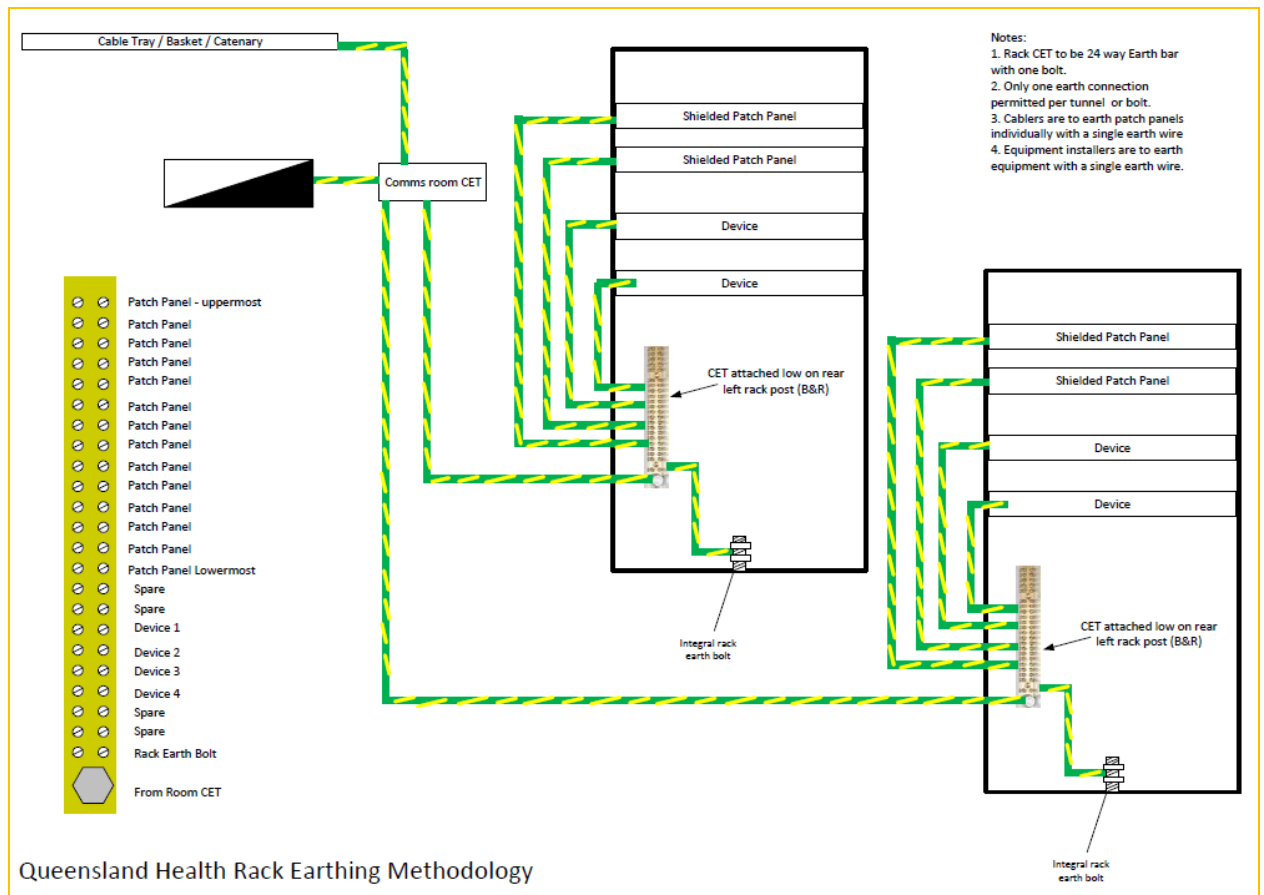 Cable Tray / Basket / Catenary
Comms room CET
Shielded Patch Panel
Shielded Patch Panel
Device
Device
CET attached low on rear
left rack post (B&R)
Integral rack
earth bolt
Notes:
1. Rack CET to be 24 way Earth bar
with one bolt.
2. Only one earth connection
permitted per tunnel or bolt.
3. Cablers are to earth patch panels
individually with a single earth wire
4. Equipment installers are to earth
equipment with a single earth wire.
Shielded Patch Panel
Shielded Patch Panel
Device
Device
CET attached low on rear
left rack post (B&R)
Integral rack
earth bolt
Patch Panel - uppermost
Patch Panel
Patch Panel
Patch Panel
Patch Panel
Patch Panel
Patch Panel
Patch Panel
Patch Panel
Patch Panel
Patch Panel
Patch Panel
Patch Panel
Patch Panel Lowermost
Spare
Spare
Device 1
Device 2
Device 3
Device 4
Spare
Spare
Rack Earth Bolt
From Room CET
Queensland Health Rack Earthing Methodology